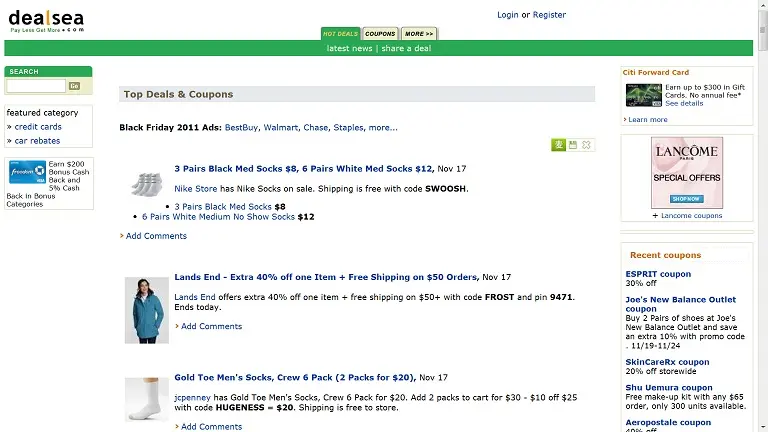 dealsea
Pay Less Get More • com
Login or Register
HOT DEALS
COUPONS
MORE >>
latest news | share a deal
SEARCH
Go
featured category
» credit cards
» car rebates
freedom
Earn $200
Bonus Cash
Back and
5% Cash
Back in Bonus
Categories
Top Deals & Coupons
Black Friday 2011 Ads: BestBuy, Walmart, Chase, Staples, more...
3 Pairs Black Med Socks $8, 6 Pairs White Med Socks $12, Nov 17
Nike Store has Nike Socks on sale. Shipping is free with code SWOOSH.
• 3 Pairs Black Med Socks $8
• 6 Pairs White Medium No Show Socks $12
› Add Comments
Lands End - Extra 40% off one Item + Free Shipping on $50 Orders, Nov 17
Lands End offers extra 40% off one item + free shipping on $50+ with code FROST and pin 9471.
Ends today.
› Add Comments
Gold Toe Men's Socks, Crew 6 Pack (2 Packs for $20), Nov 17
jcpenney has Gold Toe Men's Socks, Crew 6 Pack for $20. Add 2 packs to cart for $30 - $10 off $25
with code HUGENESS = $20. Shipping is free to store.
› Add Comments
Citi Forward Card
Earn up to $300 in Gift
Cards. No annual fee*
See details
› Learn more
LANCÔME
PARIS
SPECIAL OFFERS
SHOP NOW
+ Lancome coupons
Recent coupons
ESPRIT coupon
30% off
Joe's New Balance Outlet
coupon
Buy 2 Pairs of shoes at Joe's
New Balance Outlet and save
an extra 10% with promo code
. 11/19-11/24
SkinCareRx coupon
20% off storewide
Shu Uemura coupon
Free make-up kit with any $65
order, only 300 units available.
Aeropostale coupon